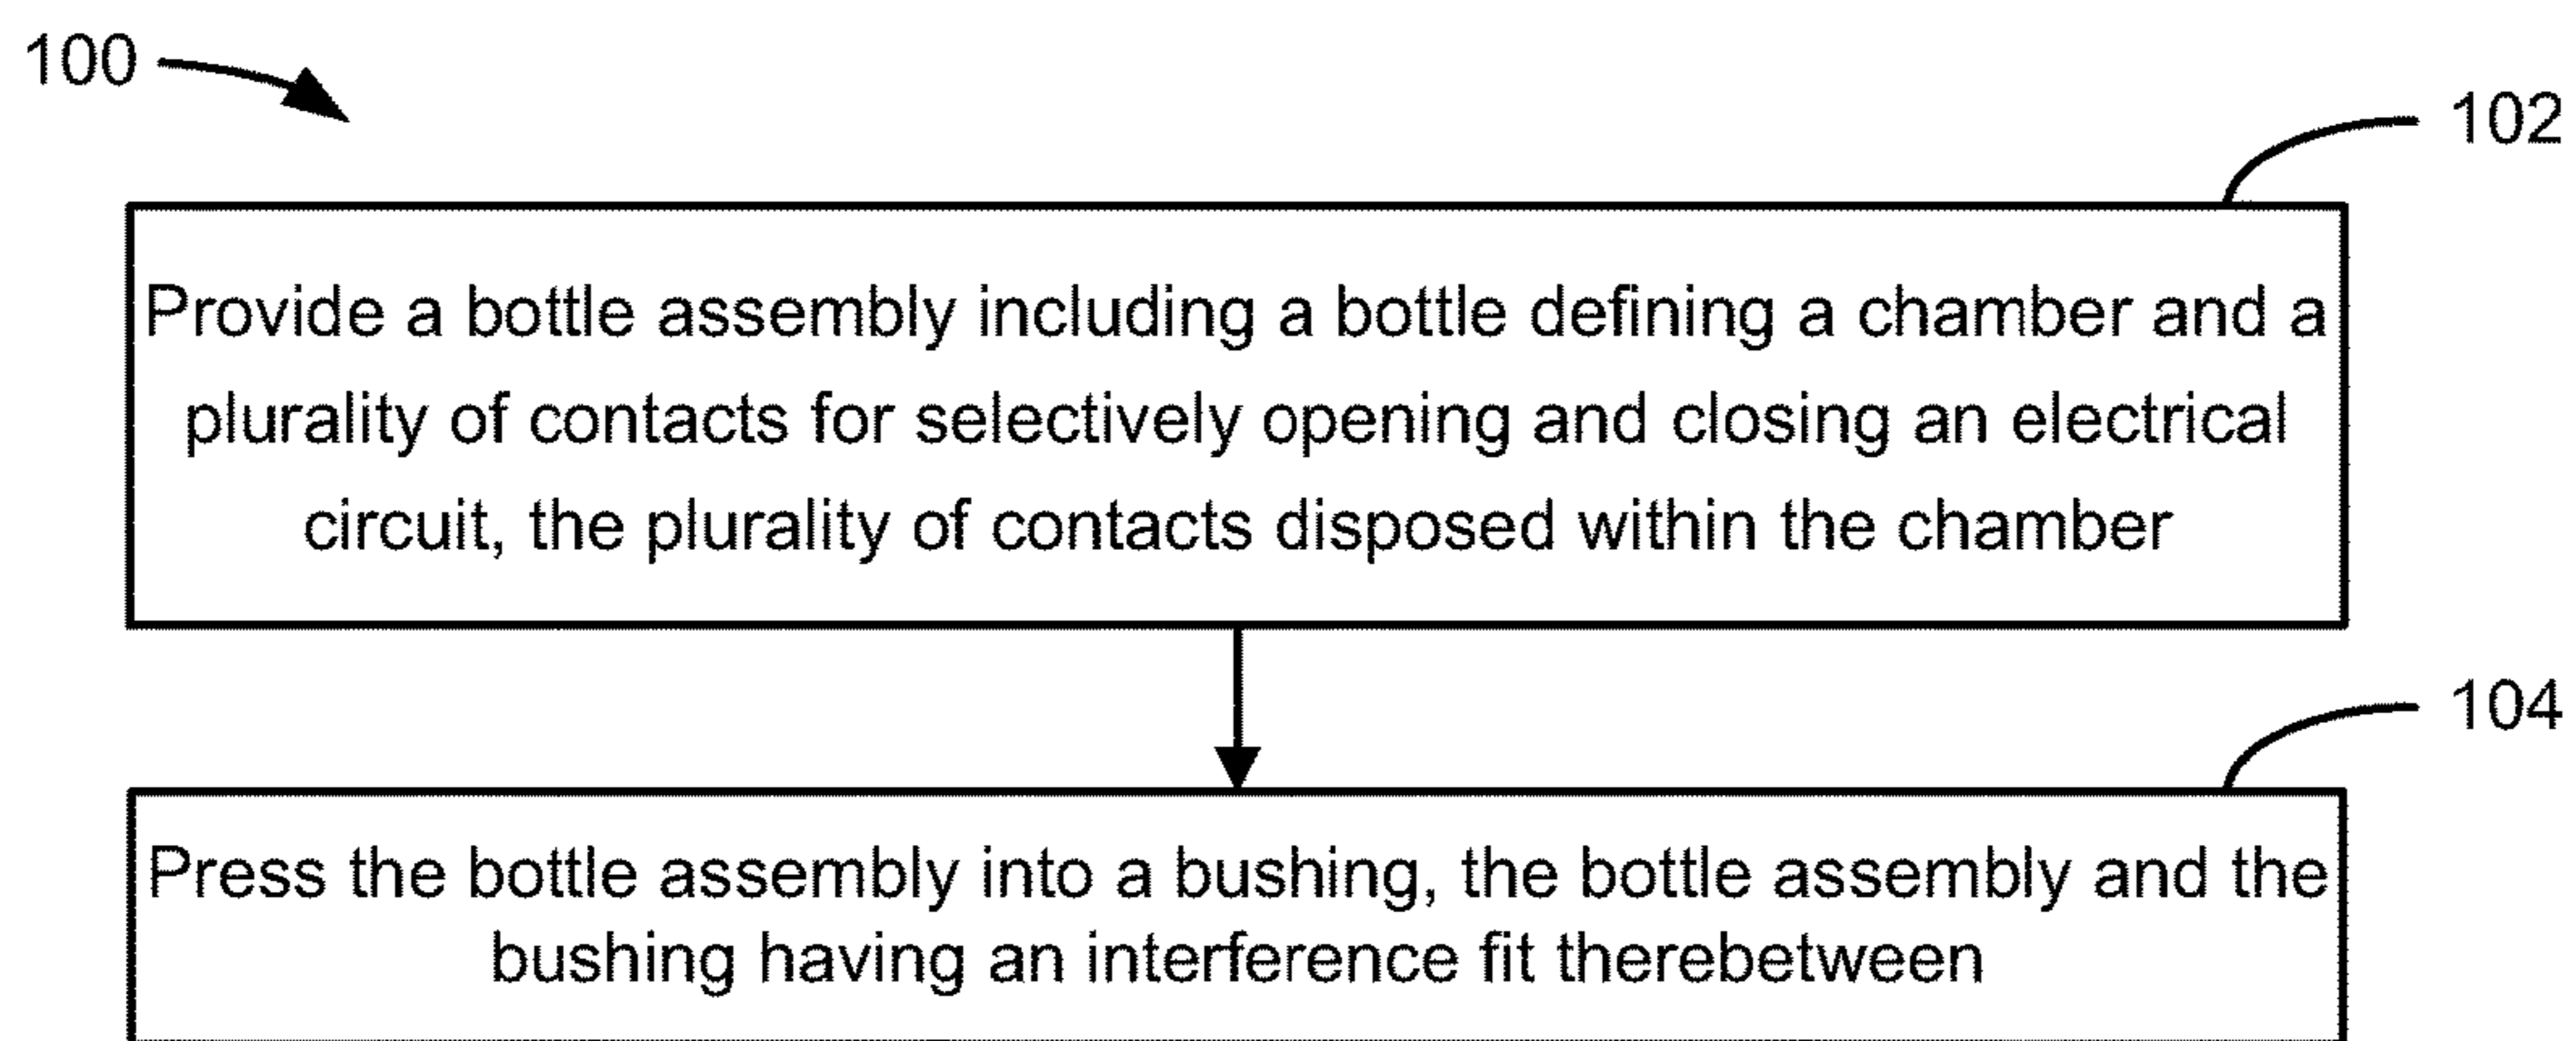 100
102
Provide a bottle assembly including a bottle defining a chamber and a
plurality of contacts for selectively opening and closing an electrical
circuit, the plurality of contacts disposed within the chamber
104
Press the bottle assembly into a bushing, the bottle assembly and the
bushing having an interference fit therebetween